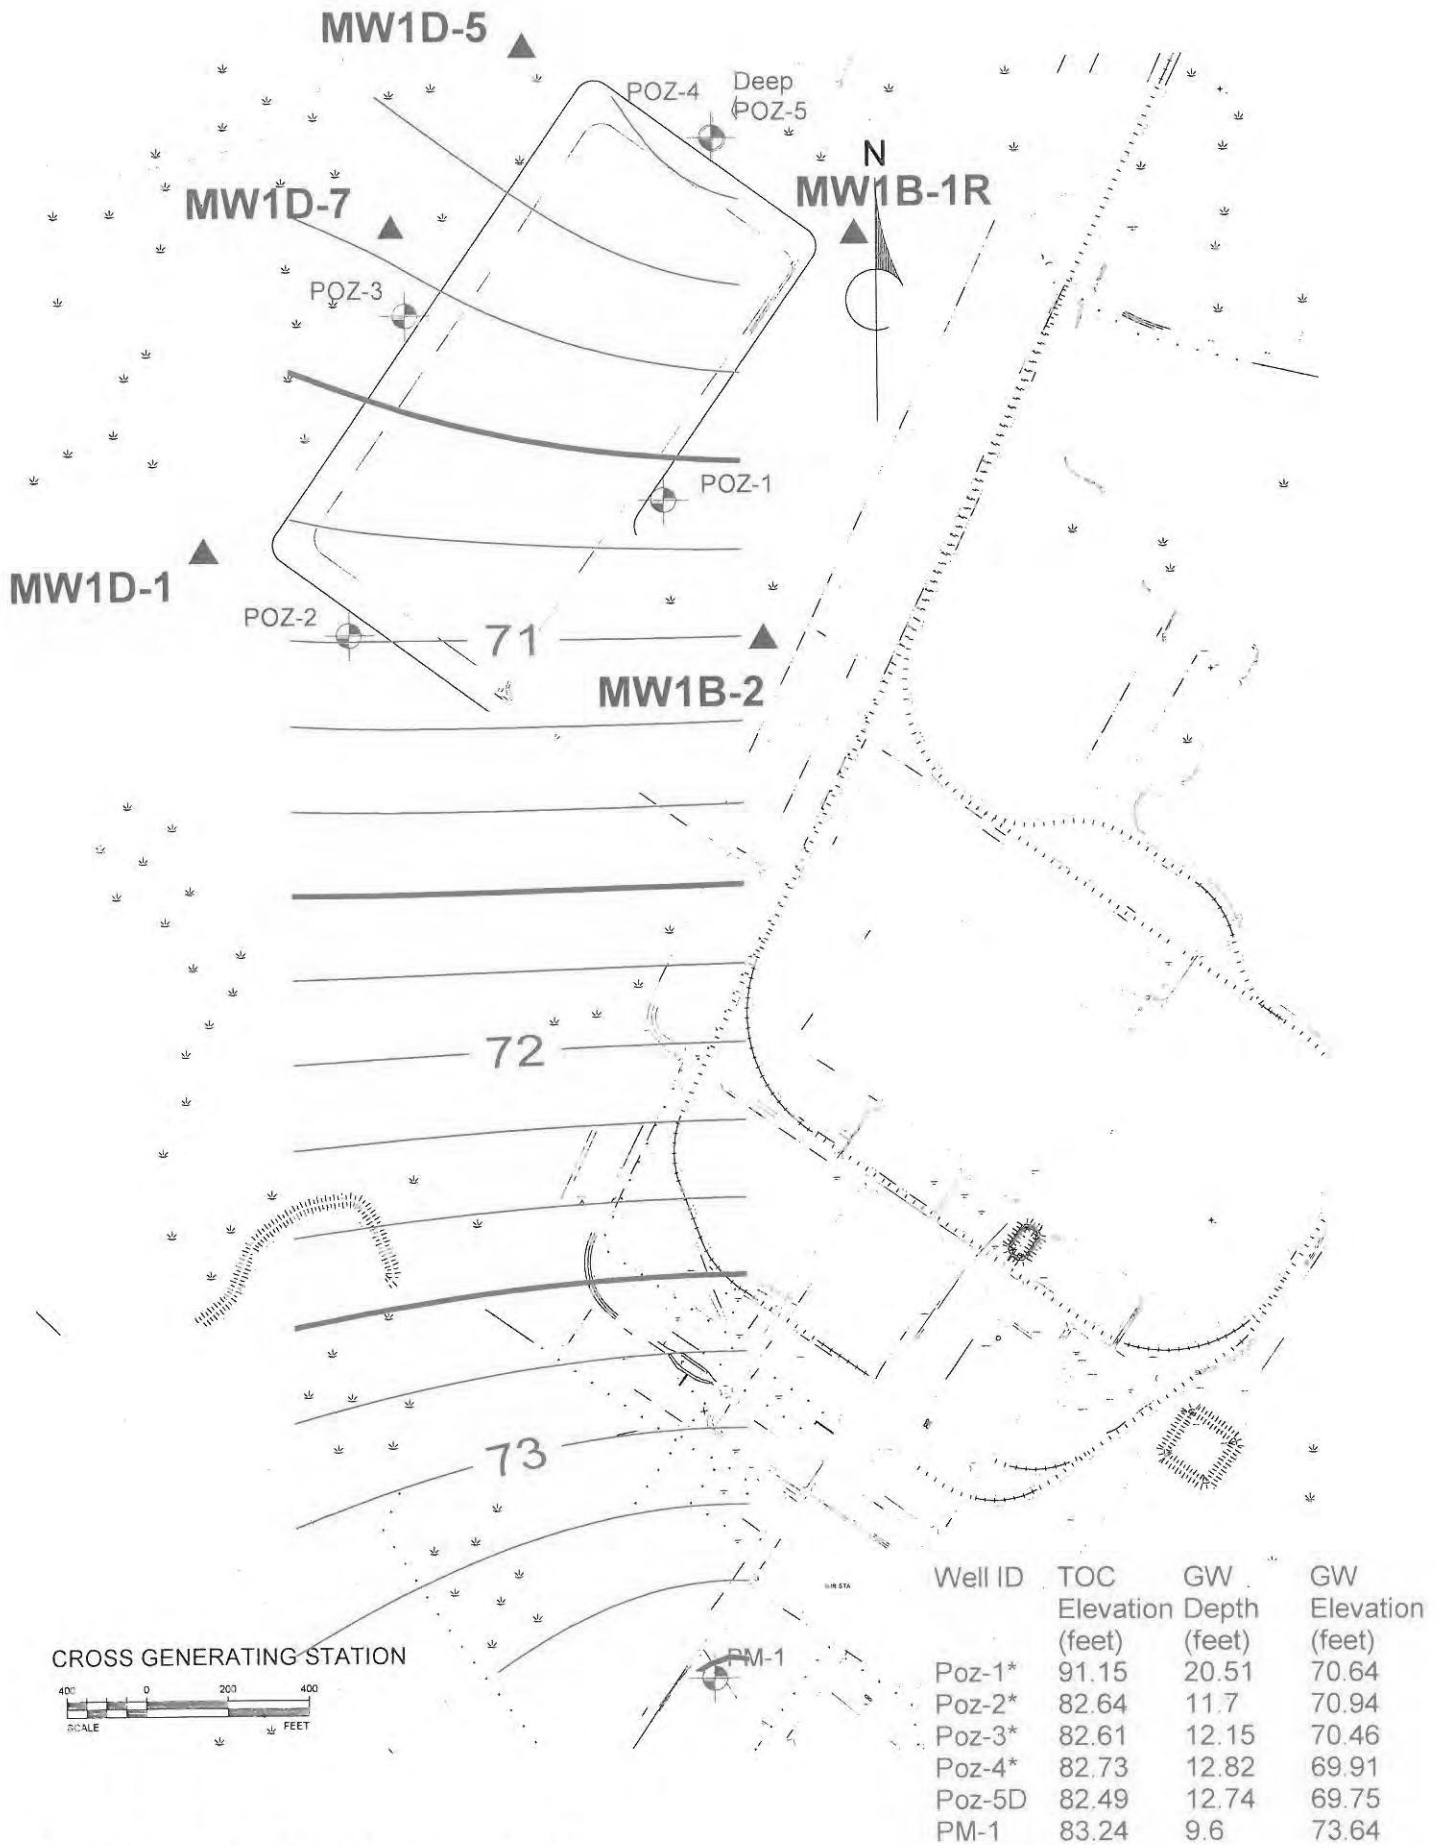 MW1D-5
POZ-4
Deep
POZ-5
N
MW1D-7
MW1B-1R
POZ-3
POZ-1
MW1D-1
POZ-2
71
MW1B-2
72
73
PM-1
CROSS GENERATING STATION
400 0 200 400
SCALE FEET
Well ID TOC Elevation (feet) GW Depth (feet) GW Elevation (feet)
Poz-1* 91.15 20.51 70.64
Poz-2* 82.64 11.7 70.94
Poz-3* 82.61 12.15 70.46
Poz-4* 82.73 12.82 69.91
Poz-5D 82.49 12.74 69.75
PM-1 83.24 9.6 73.64